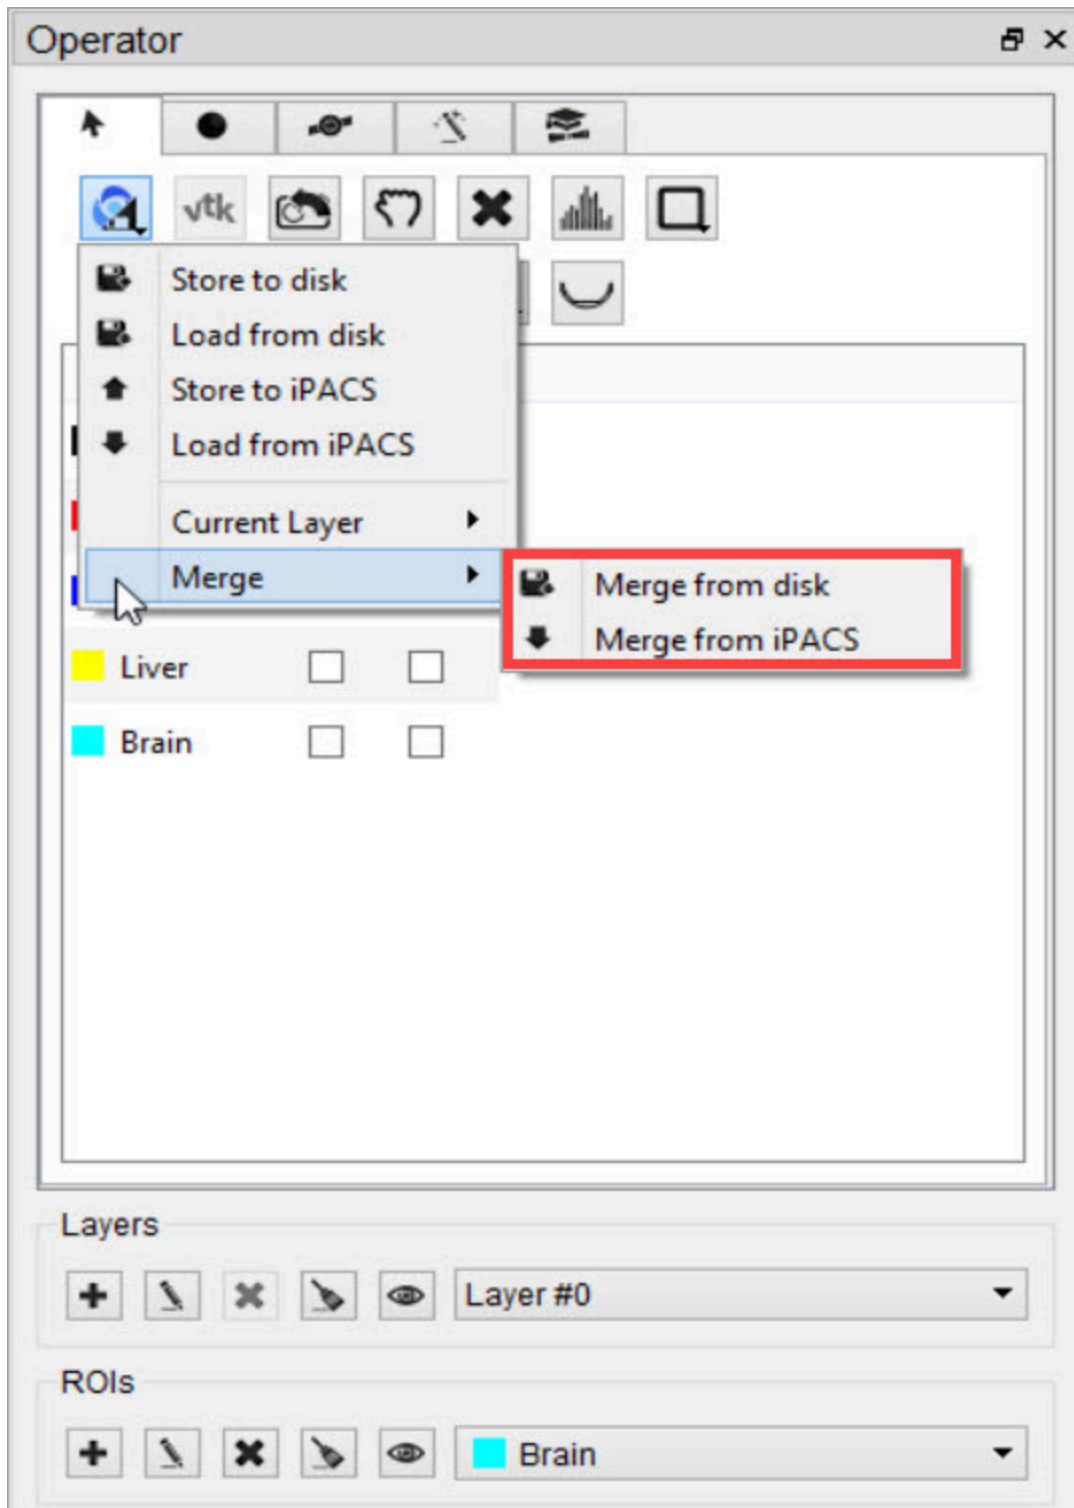 Operator
vtk
Store to disk
Load from disk
Store to iPACS
Load from iPACS
Current Layer
Merge
Merge from disk
Merge from iPACS
Liver
Brain
Layers
Layer #0
ROIs
Brain